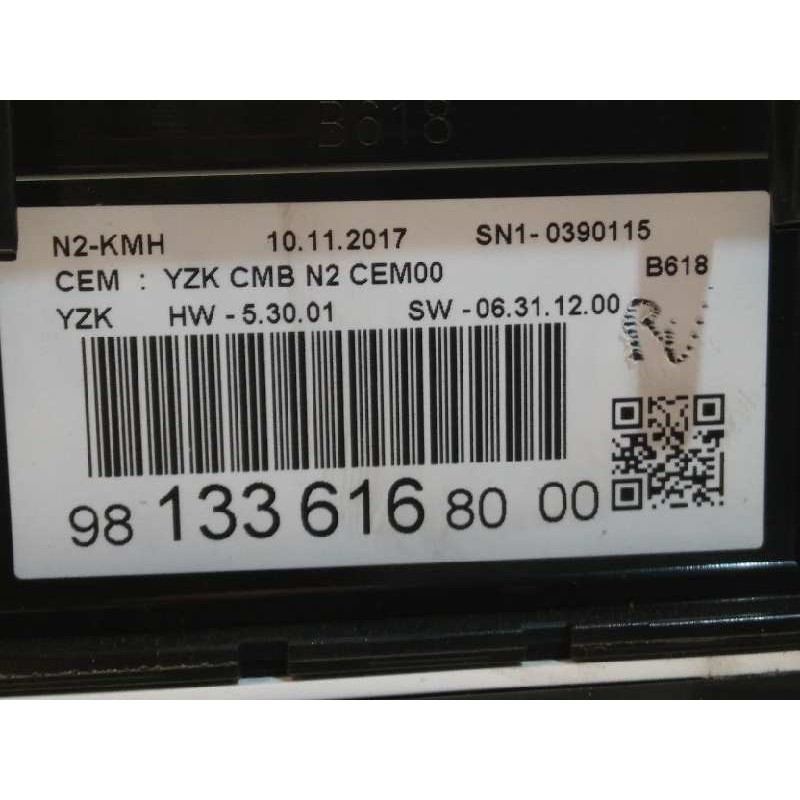 B618
N2-KMH 10.11.2017 SN1- 0390115
CEM : YZK CMB N2 CEM00 B618
YZK HW - 5.30.01 SW - 06.31.12.00
98 133 616 80 00